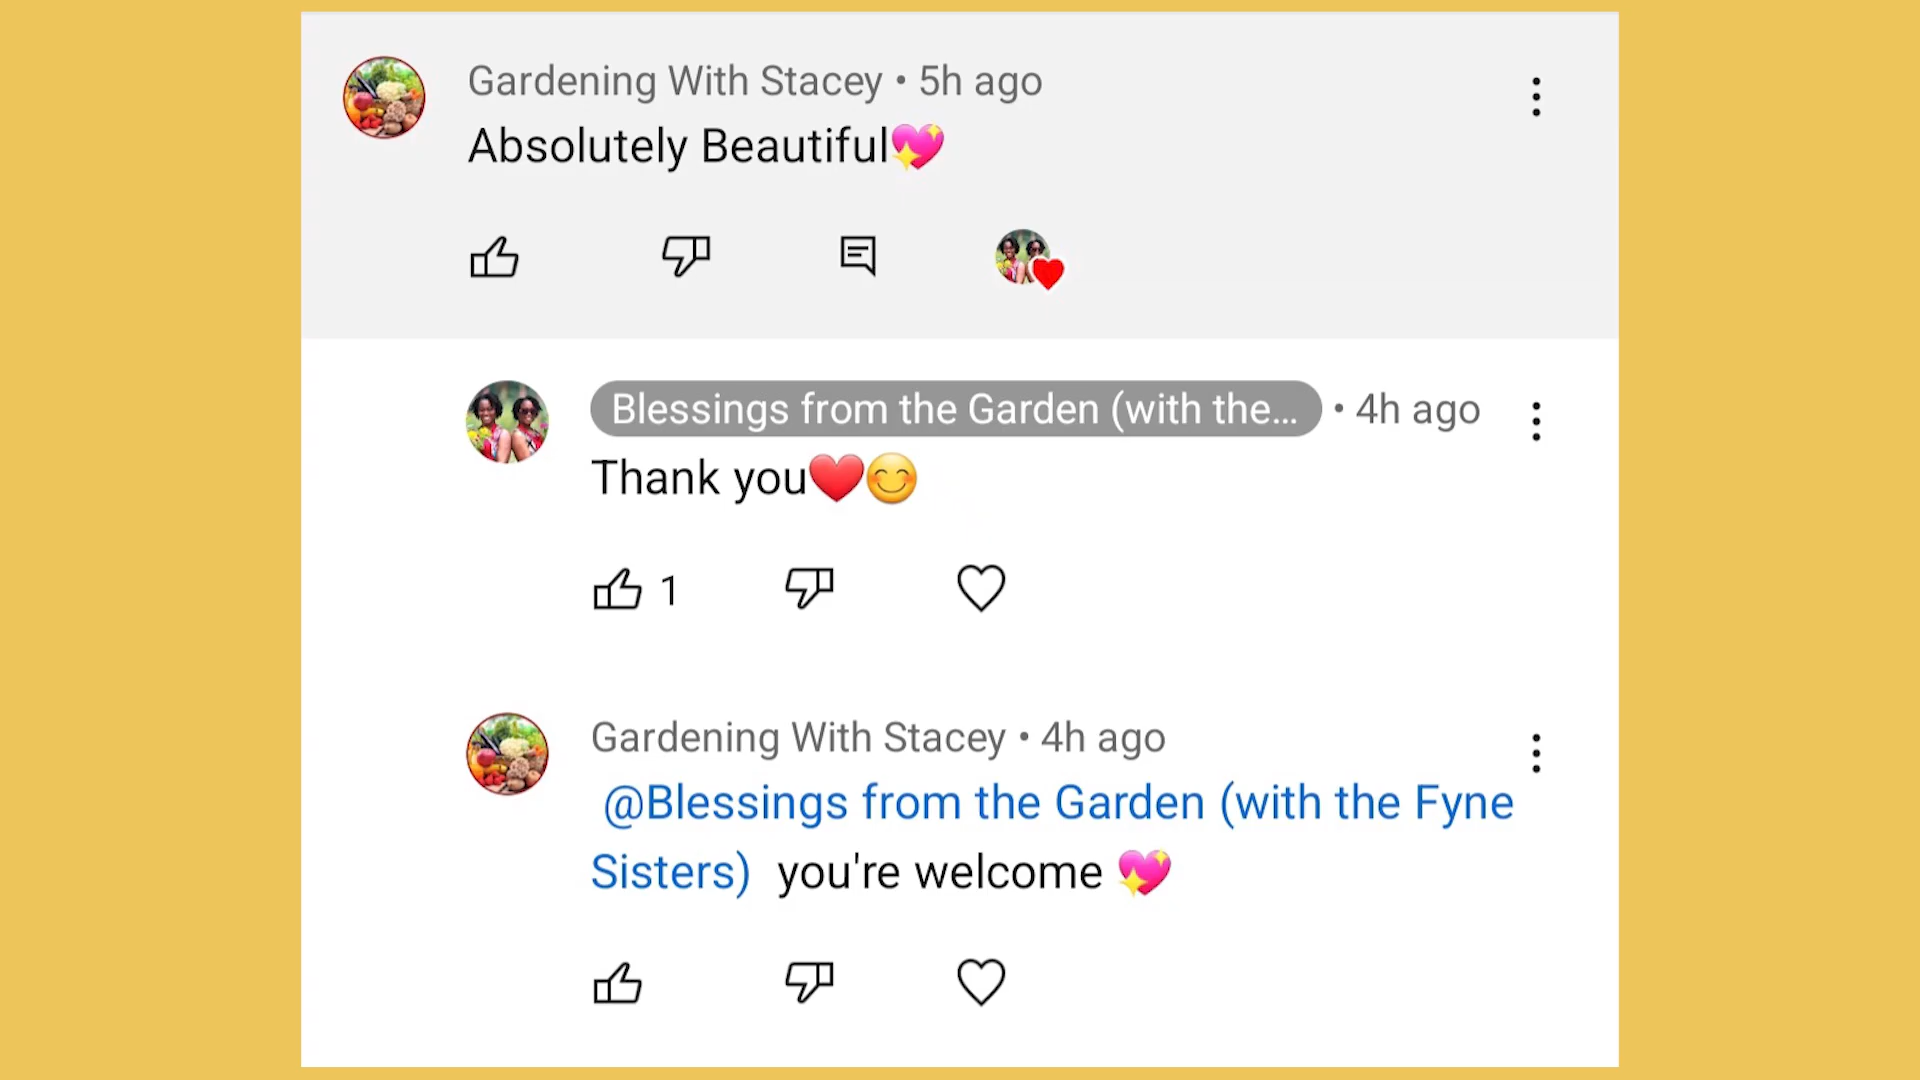 Gardening With Stacey • 5h ago
Absolutely Beautiful💖
Blessings from the Garden (with the... • 4h ago
Thank you❤️😊
1
Gardening With Stacey • 4h ago
@Blessings from the Garden (with the Fyne
Sisters) you're welcome 💖